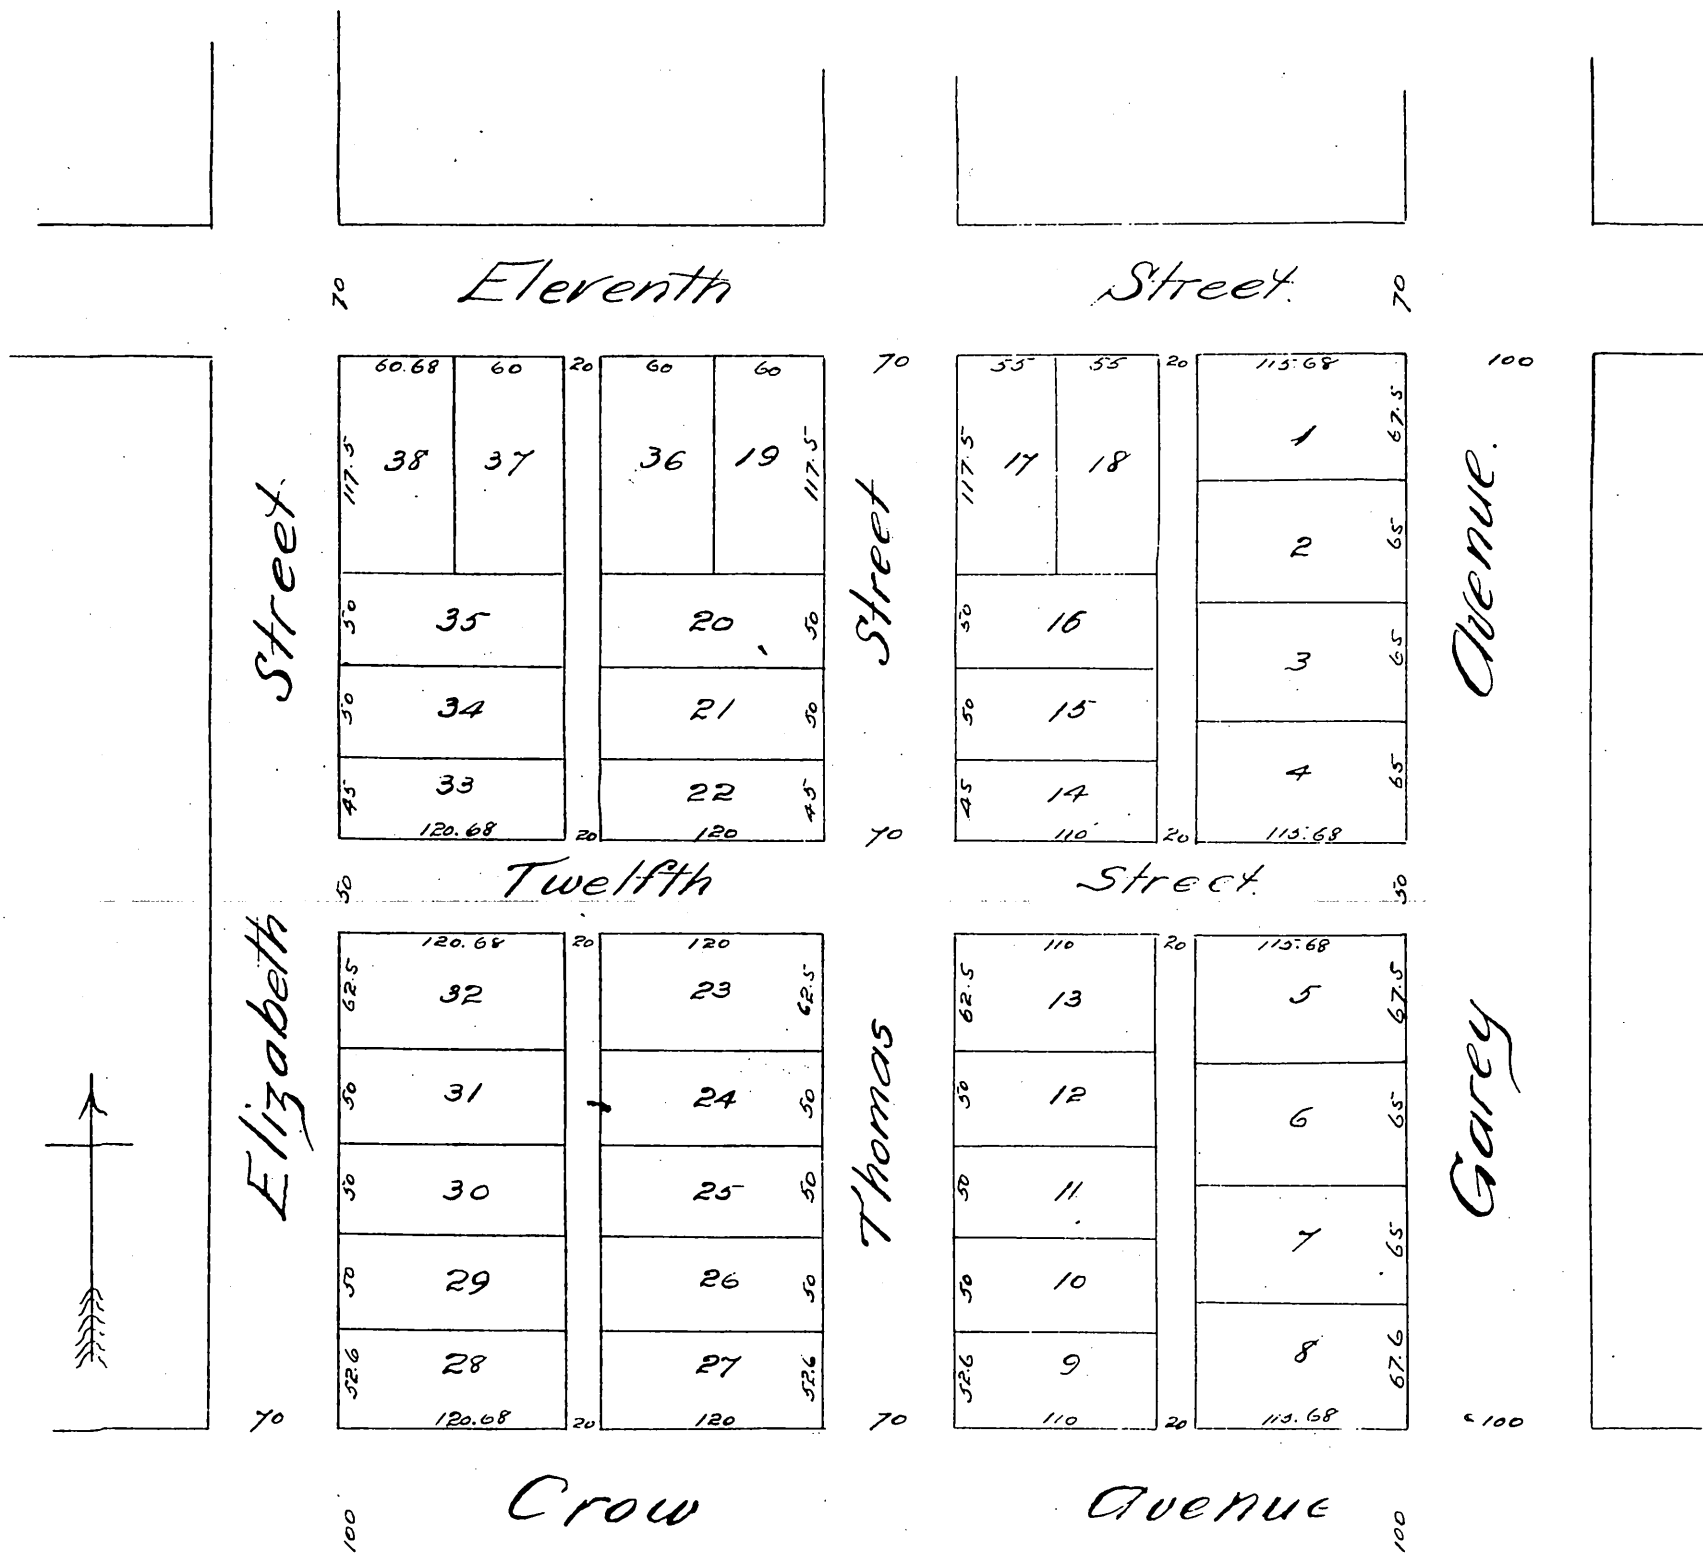 Eleventh Street.
70 70
60.68 60 20 60 60 70 55 55 20 115.68 100
117.5 38 37 36 19 117.5 117.5 17 18 1 67.5
2 65
50 35 20 50 50 16
3 65
50 34 21 50 50 15
4 65
45 33 22 45 45 14
120.68 20 120 70 110 20 115.68
Twelfth Street.
50 50
120.68 20 120 110 20 115.68
62.5 32 23 62.5 62.5 13 5 67.5
50 31 24 50 50 12 6 65
50 30 25 50 50 11
7 65
50 29 26 50 50 10
52.6 28 27 52.6 52.6 9 8 67.6
70 120.68 20 120 70 110 20 115.68 100
Crow Avenue
100 100
Elizabeth Street.
Thomas Street
Garey Avenue.